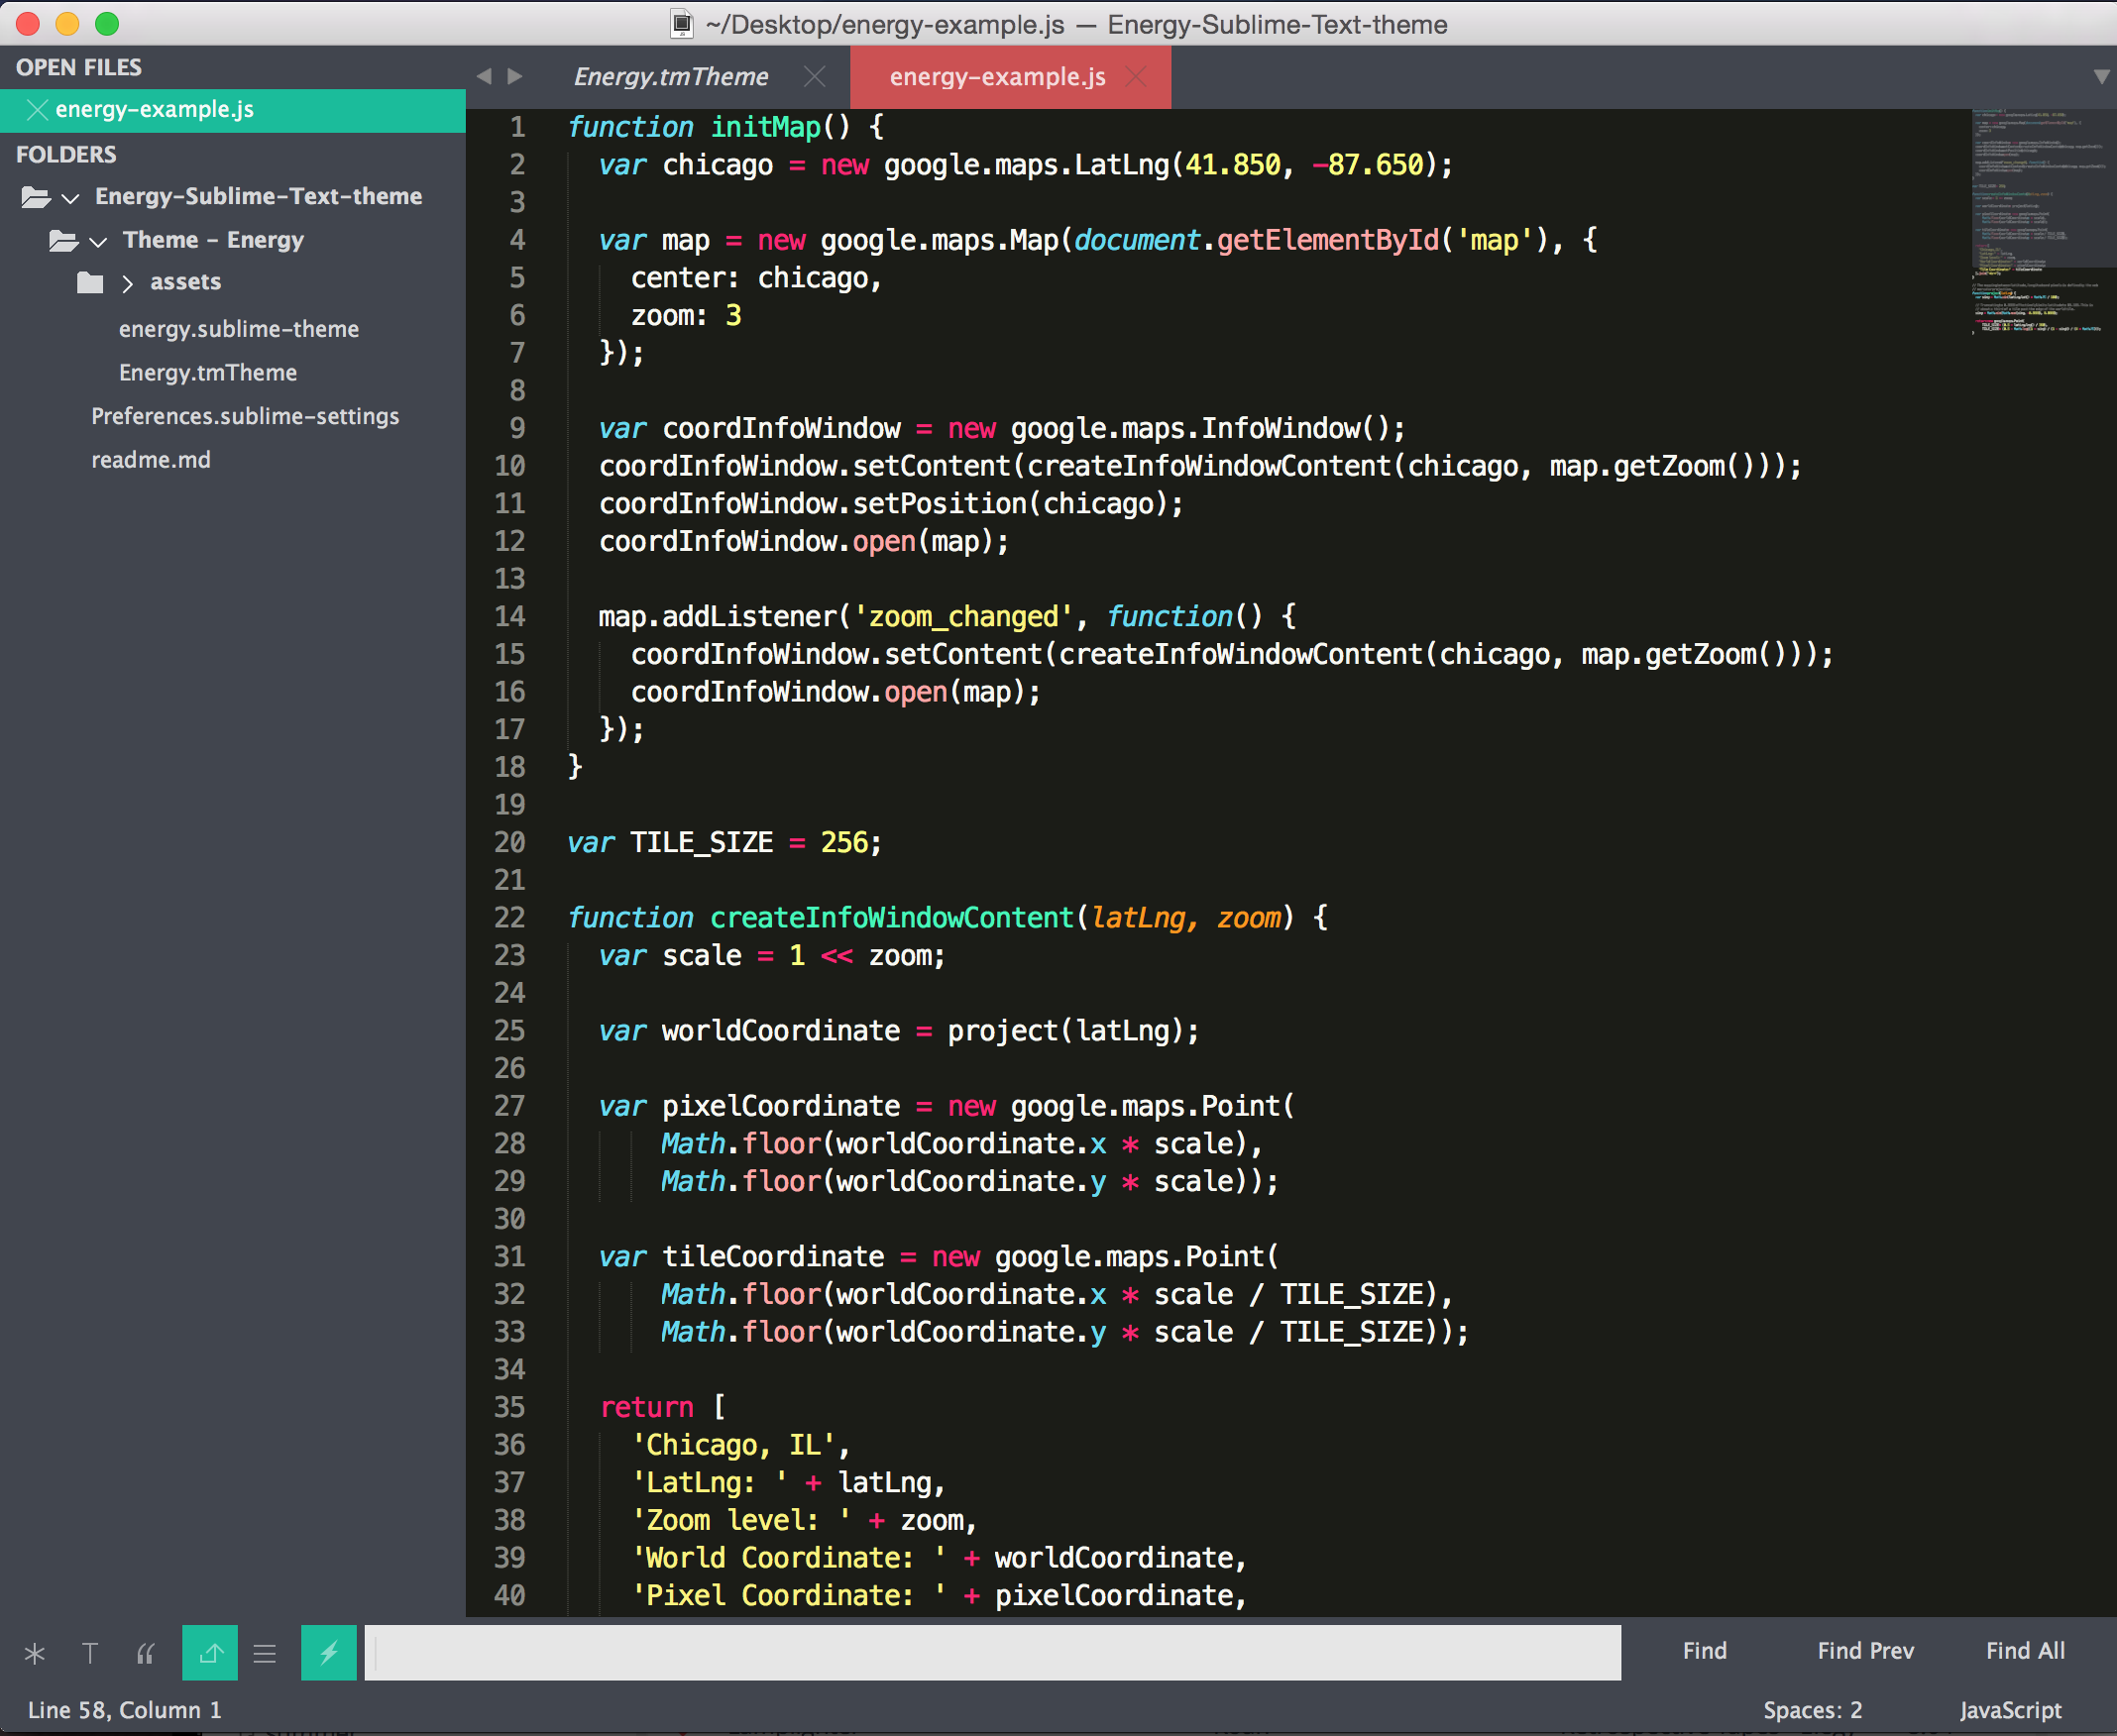 ~/Desktop/energy-example.js — Energy-Sublime-Text-theme
OPEN FILES
energy-example.js
FOLDERS
Energy-Sublime-Text-theme
Theme - Energy
assets
energy.sublime-theme
Energy.tmTheme
Preferences.sublime-settings
readme.md
Energy.tmTheme energy-example.js
1 function initMap() {
2   var chicago = new google.maps.LatLng(41.850, -87.650);
3
4   var map = new google.maps.Map(document.getElementById('map'), {
5     center: chicago,
6     zoom: 3
7   });
8
9   var coordInfoWindow = new google.maps.InfoWindow();
10   coordInfoWindow.setContent(createInfoWindowContent(chicago, map.getZoom()));
11   coordInfoWindow.setPosition(chicago);
12   coordInfoWindow.open(map);
13
14   map.addListener('zoom_changed', function() {
15     coordInfoWindow.setContent(createInfoWindowContent(chicago, map.getZoom()));
16     coordInfoWindow.open(map);
17   });
18 }
19
20 var TILE_SIZE = 256;
21
22 function createInfoWindowContent(latLng, zoom) {
23   var scale = 1 << zoom;
24
25   var worldCoordinate = project(latLng);
26
27   var pixelCoordinate = new google.maps.Point(
28       Math.floor(worldCoordinate.x * scale),
29       Math.floor(worldCoordinate.y * scale));
30
31   var tileCoordinate = new google.maps.Point(
32       Math.floor(worldCoordinate.x * scale / TILE_SIZE),
33       Math.floor(worldCoordinate.y * scale / TILE_SIZE));
34
35   return [
36     'Chicago, IL',
37     'LatLng: ' + latLng,
38     'Zoom level: ' + zoom,
39     'World Coordinate: ' + worldCoordinate,
40     'Pixel Coordinate: ' + pixelCoordinate,
Find Find Prev Find All
Line 58, Column 1 Spaces: 2 JavaScript